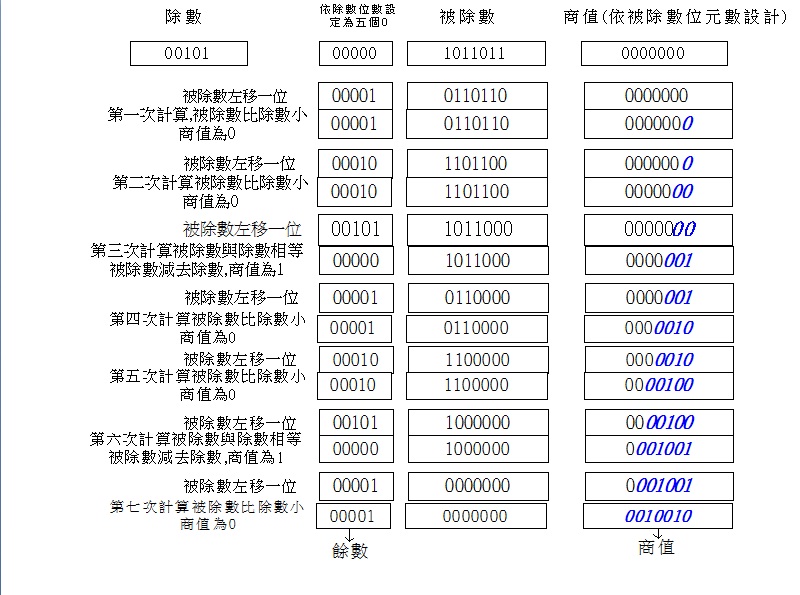 除數 依除數位數設 被除數 商值(依被除數位元數設計)
定為五個0
00101 00000 1011011 0000000
被除數左移一位 00001 0110110 0000000
第一次計算,被除數比除數小 00001 0110110 0000000
商值為0
被除數左移一位 00010 1101100 0000000
第二次計算被除數比除數小 00010 1101100 0000000
商值為0
被除數左移一位 00101 1011000 0000000
第三次計算被除數與除數相等 00000 1011000 0000001
被除數減去除數,商值為1
被除數左移一位 00001 0110000 0000001
第四次計算被除數比除數小 00001 0110000 0000010
商值為0
被除數左移一位 00010 1100000 0000010
第五次計算被除數比除數小 00010 1100000 0000100
商值為0
被除數左移一位 00101 1000000 0000100
第六次計算被除數與除數相等 00000 1000000 0001001
被除數減去除數,商值為1
被除數左移一位 00001 0000000 0001001
第七次計算被除數比除數小 00001 0000000 0010010
商值為0
餘數 商值